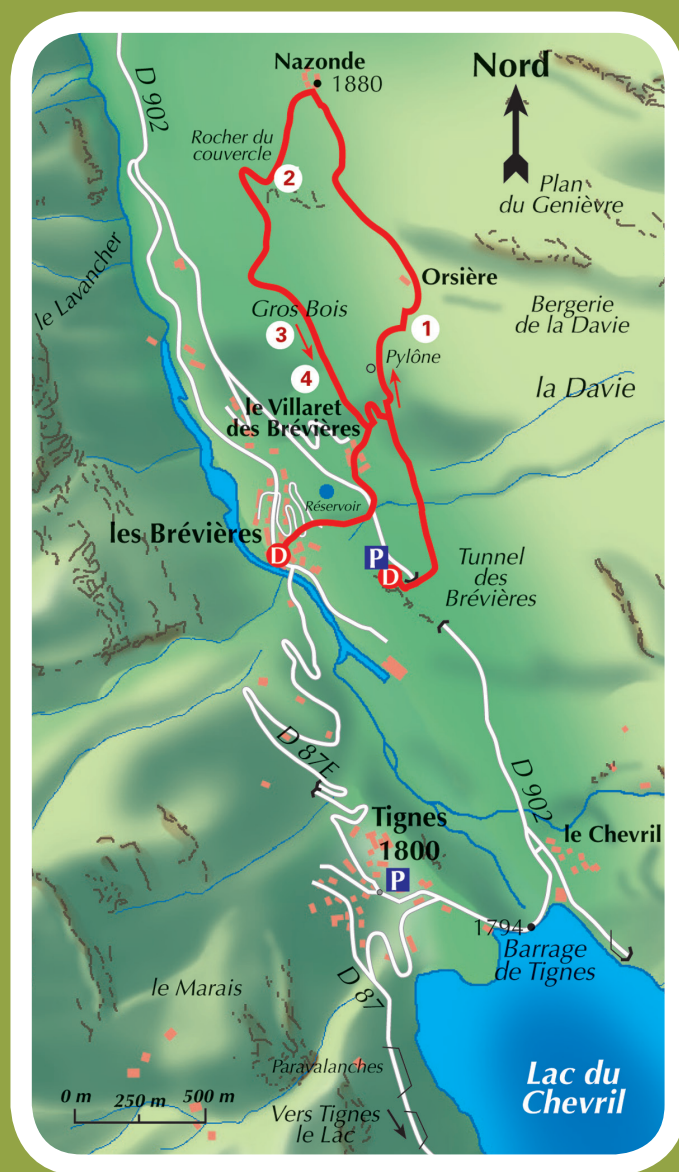 Nazonde
1880
Nord
D 902
Rocher du
couvercle
2
Plan
du Genièvre
le Lavancher
Orsière
Gros Bois
1
Bergerie
de la Davie
3
Pylône
4
la Davie
le Villaret
des Brévières
Réservoir
les Brévières
D
P
D
Tunnel
des
Brévières
D 87E
D 902
Tignes
1800
le Chevril
P
1794
Barrage
de Tignes
le Marais
D 87
Paravalanches
Lac du
Chevril
0 m 250 m 500 m
Vers Tignes
le Lac